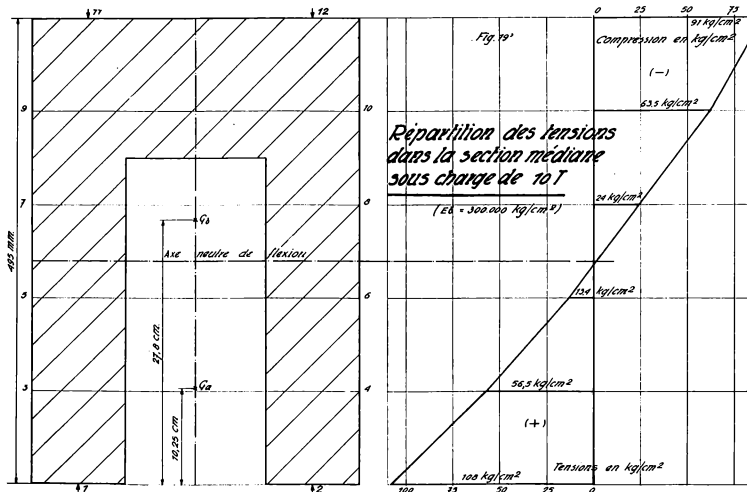 11
12
0
25
50
75
91 kg/cm²
Fig. 19'
Compression en kg/cm²
(-)
9
10
63,5 kg/cm²
Répartition des tensions
dans la section médiane
sous charge de 10 T
(Eb = 300.000 kg/cm²)
7
8
24 kg/cm²
Gb
495 mm
Axe neutre de flexion
5
6
13,4 kg/cm²
27,8 cm
3
4
Ga
56,5 kg/cm²
10,25 cm
(+)
108 kg/cm²
Tensions en kg/cm²
1
2
100
75
50
25
0